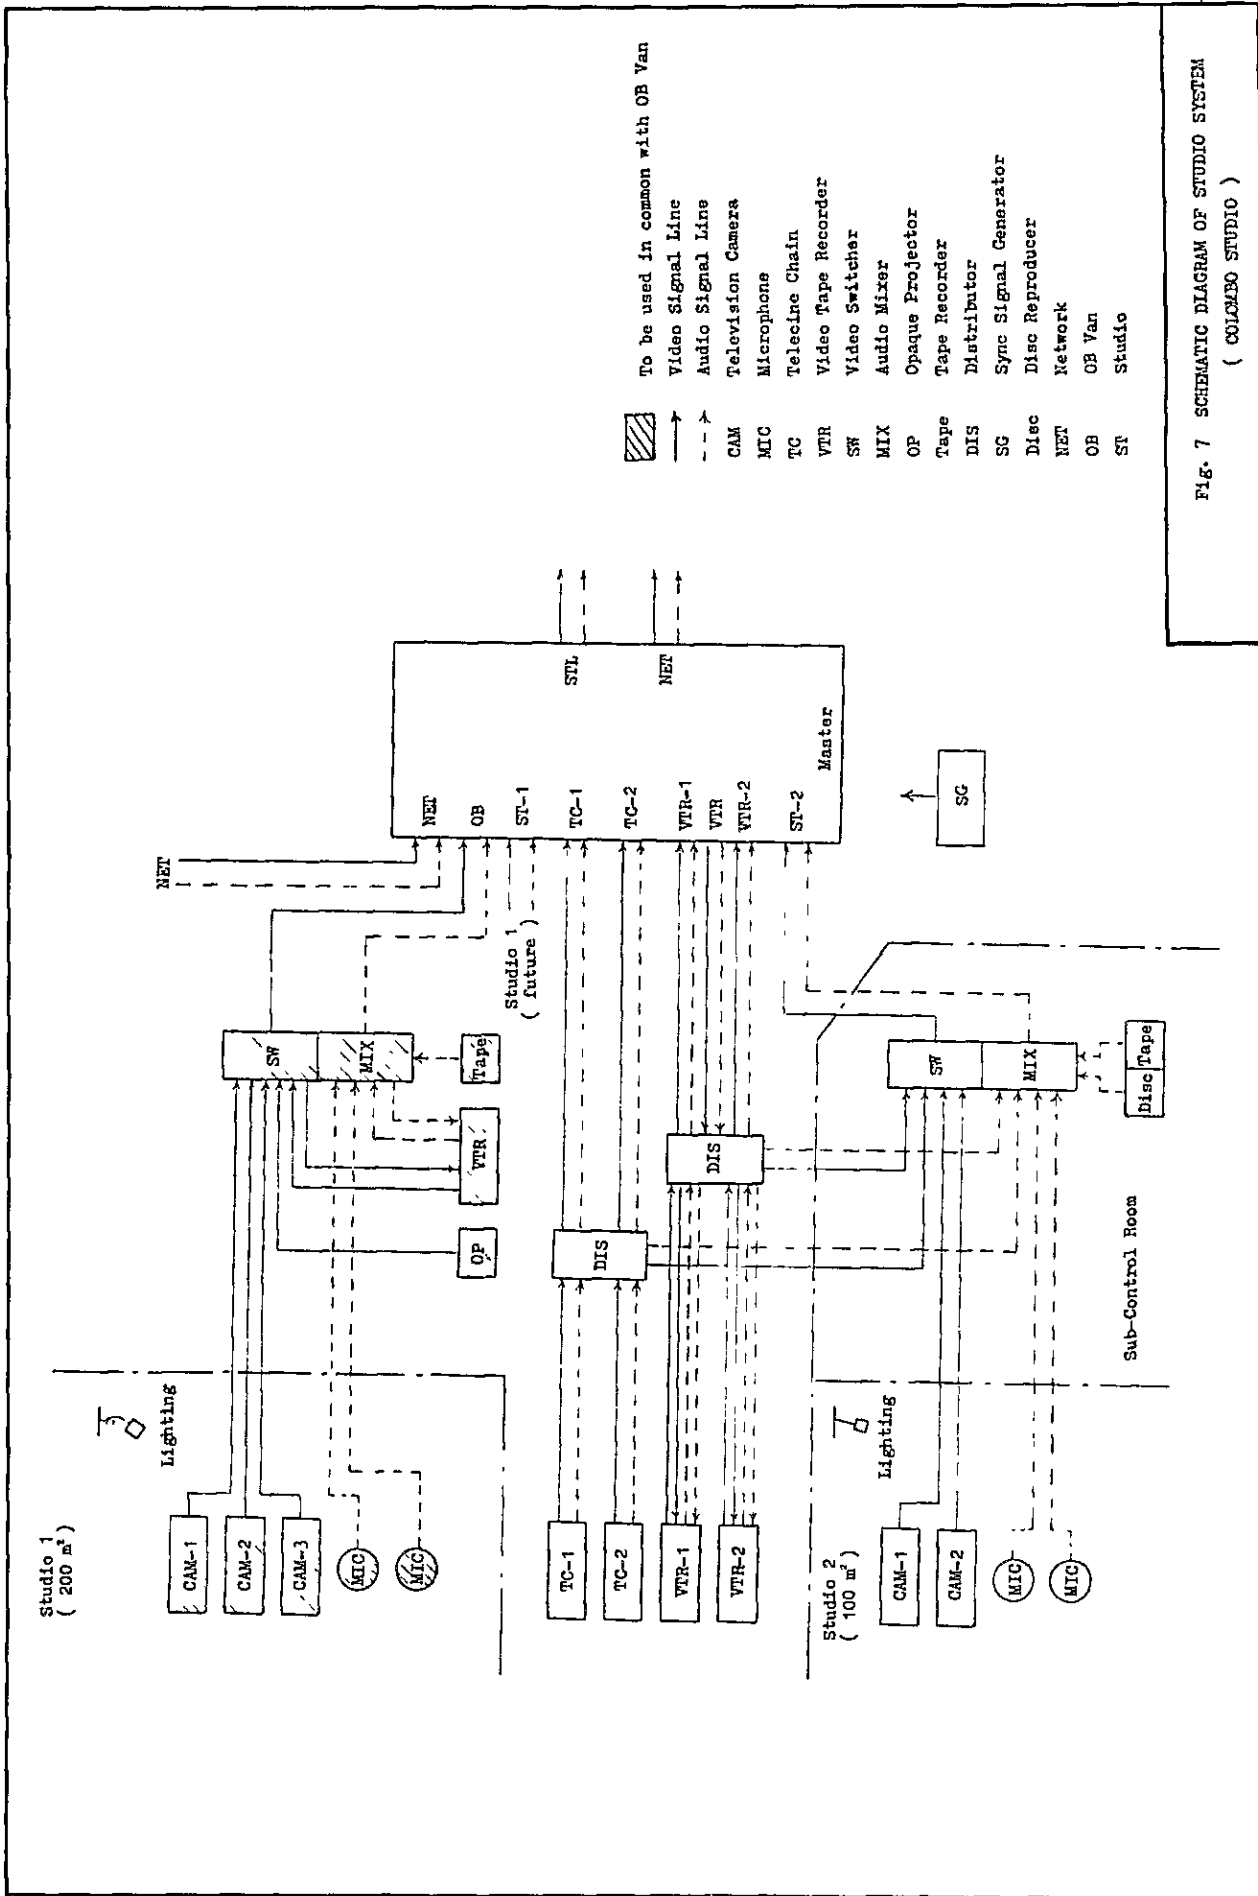 Studio 1
( 200 m² )
Lighting
CAM-1
CAM-2
CAM-3
MIC
MIC
SW
MIX
OP
VTR
Tape
NET
Studio 1
( future )
TC-1
TC-2
VTR-1
VTR-2
DIS
DIS
NET
OB
ST-1
TC-1
TC-2
VTR-1
VTR
VTR-2
ST-2
STL
NET
Master
SG
Studio 2
( 100 m² )
Lighting
CAM-1
CAM-2
MIC
MIC
SW
MIX
Disc Tape
Sub-Control Room
To be used in common with OB Van
Video Signal Line
Audio Signal Line
CAM Television Camera
MIC Microphone
TC Telecine Chain
VTR Video Tape Recorder
SW Video Switcher
MIX Audio Mixer
OP Opaque Projector
Tape Tape Recorder
DIS Distributor
SG Sync Signal Generator
Disc Disc Reproducer
NET Network
OB OB Van
ST Studio
Fig. 7 SCHEMATIC DIAGRAM OF STUDIO SYSTEM
( COLOMBO STUDIO )